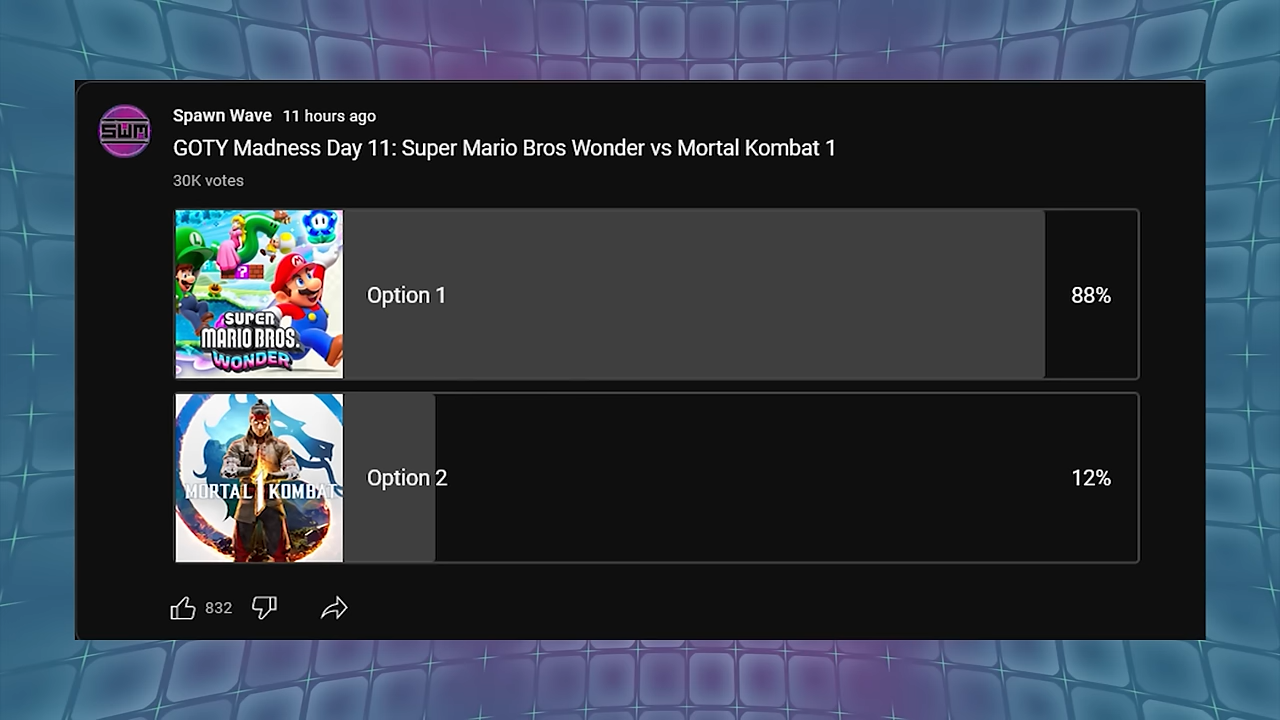 SWM
Spawn Wave 11 hours ago
GOTY Madness Day 11: Super Mario Bros Wonder vs Mortal Kombat 1
30K votes
?
L
M
SUPER
MARIO BROS.
WONDER
Option 1
88%
MORTAL 1 KOMBAT
Option 2
12%
832